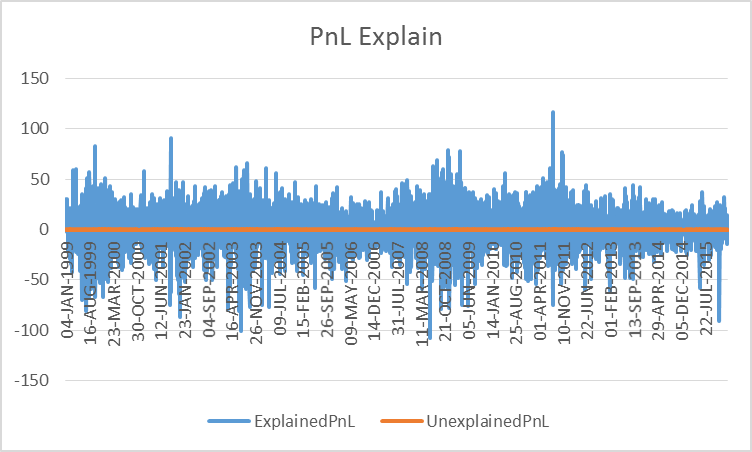 PnL Explain
150
100
50
0
-50
-100
-150
04-JAN-1999
16-AUG-1999
23-MAR-2000
30-OCT-2000
12-JUN-2001
23-JAN-2002
04-SEP-2002
16-APR-2003
26-NOV-2003
09-JUL-2004
15-FEB-2005
26-SEP-2005
09-MAY-2006
14-DEC-2006
31-JUL-2007
11-MAR-2008
21-OCT-2008
05-JUN-2009
14-JAN-2010
25-AUG-2010
01-APR-2011
10-NOV-2011
22-JUN-2012
01-FEB-2013
13-SEP-2013
29-APR-2014
05-DEC-2014
22-JUL-2015
ExplainedPnL UnexplainedPnL